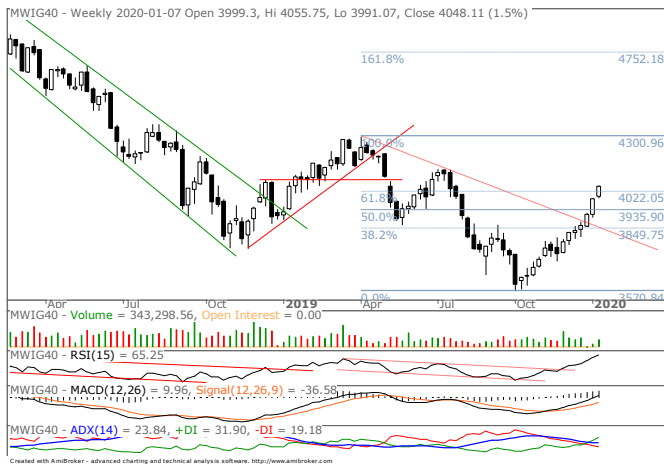 MWIG40 - Weekly 2020-01-07 Open 3999.3, Hi 4055.75, Lo 3991.07, Close 4048.11 (1.5%)
161.8% 4752.18
100.0% 4300.96
61.8% 4022.05
50.0% 3935.90
38.2% 3849.75
0.0% 3570.84
Apr Jul Oct 2019 Apr Jul Oct 2020
MWIG40 - Volume = 343,298.56, Open Interest = 0.00
MWIG40 - RSI(15) = 65.25
MWIG40 - MACD(12,26) = 9.96, Signal(12,26,9) = -36.58
MWIG40 - ADX(14) = 23.84, +DI = 31.90, -DI = 19.18
Created with AmiBroker - advanced charting and technical analysis software. http://www.amibroker.com